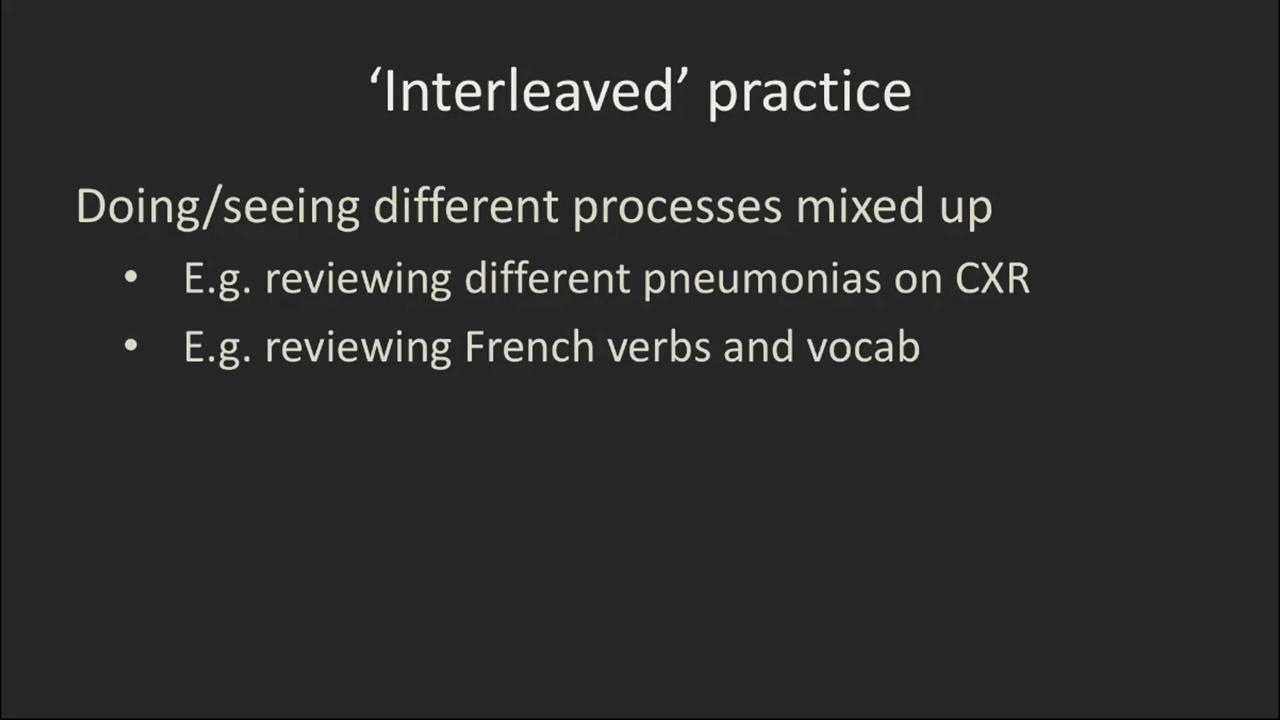 ‘Interleaved’ practice
Doing/seeing different processes mixed up
• E.g. reviewing different pneumonias on CXR
• E.g. reviewing French verbs and vocab